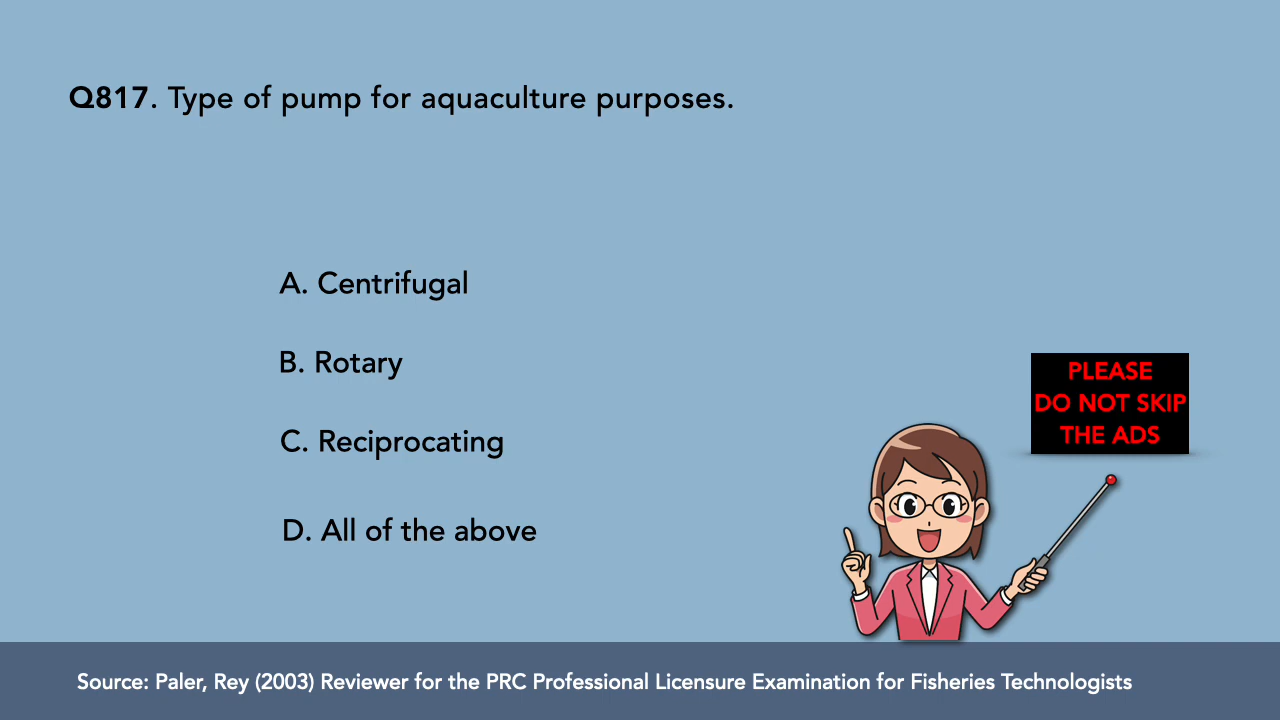 Q817. Type of pump for aquaculture purposes.
A. Centrifugal
B. Rotary
C. Reciprocating
D. All of the above
PLEASE
DO NOT SKIP
THE ADS
Source: Paler, Rey (2003) Reviewer for the PRC Professional Licensure Examination for Fisheries Technologists